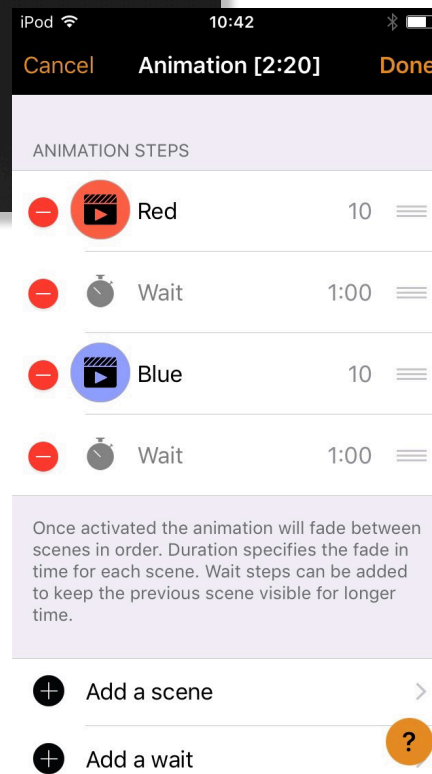 iPod 10:42
Cancel Animation [2:20] Done
ANIMATION STEPS
Red 10
Wait 1:00
Blue 10
Wait 1:00
Once activated the animation will fade between
scenes in order. Duration specifies the fade in
time for each scene. Wait steps can be added
to keep the previous scene visible for longer
time.
Add a scene
Add a wait
?